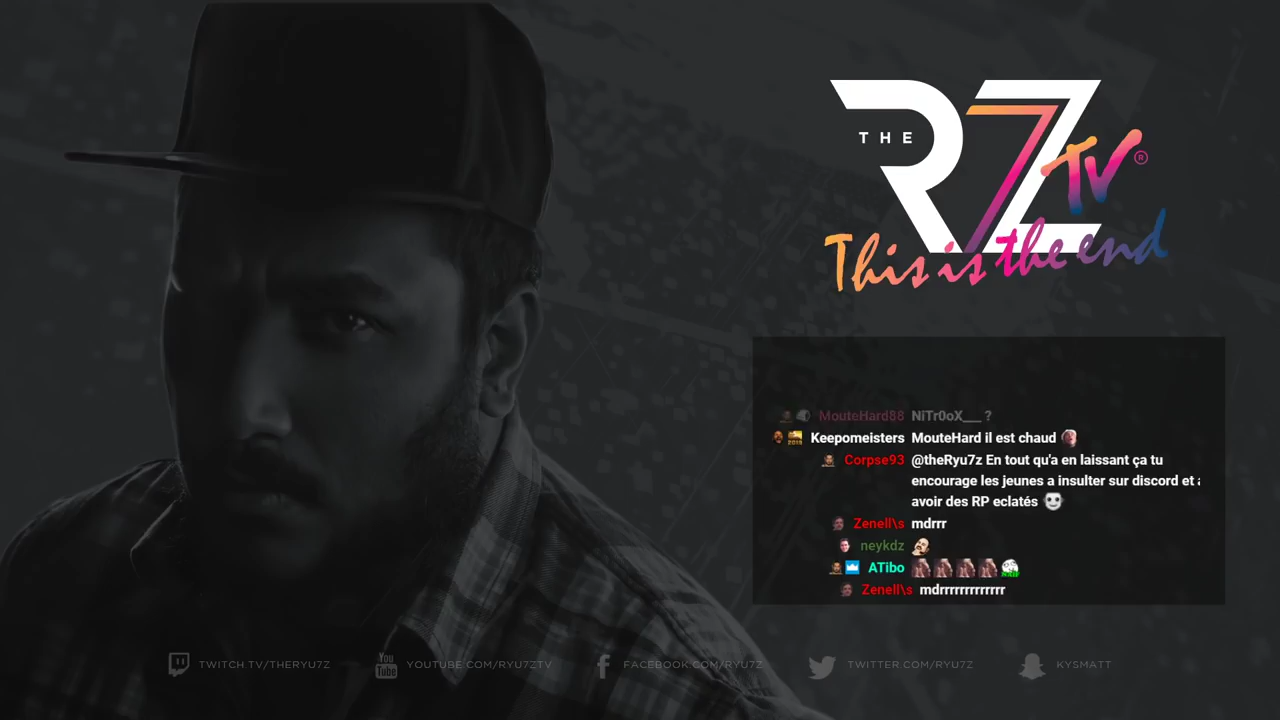 THE
R7Z
TV®
This is the end
MouteHard88 NiTr0oX___ ?
Keepomeisters MouteHard il est chaud
Corpse93 @theRyu7z En tout qu'a en laissant ça tu
encourage les jeunes a insulter sur discord et a
avoir des RP eclatés
Zenell\s mdrrr
neykdz
ATibo
Zenell\s mdrrrrrrrrrrrrr
TWITCH.TV/THERYU7Z
YOUTUBE.COM/RYU7ZTV
FACEBOOK.COM/RYU7Z
TWITTER.COM/RYU7Z
KYSMATT